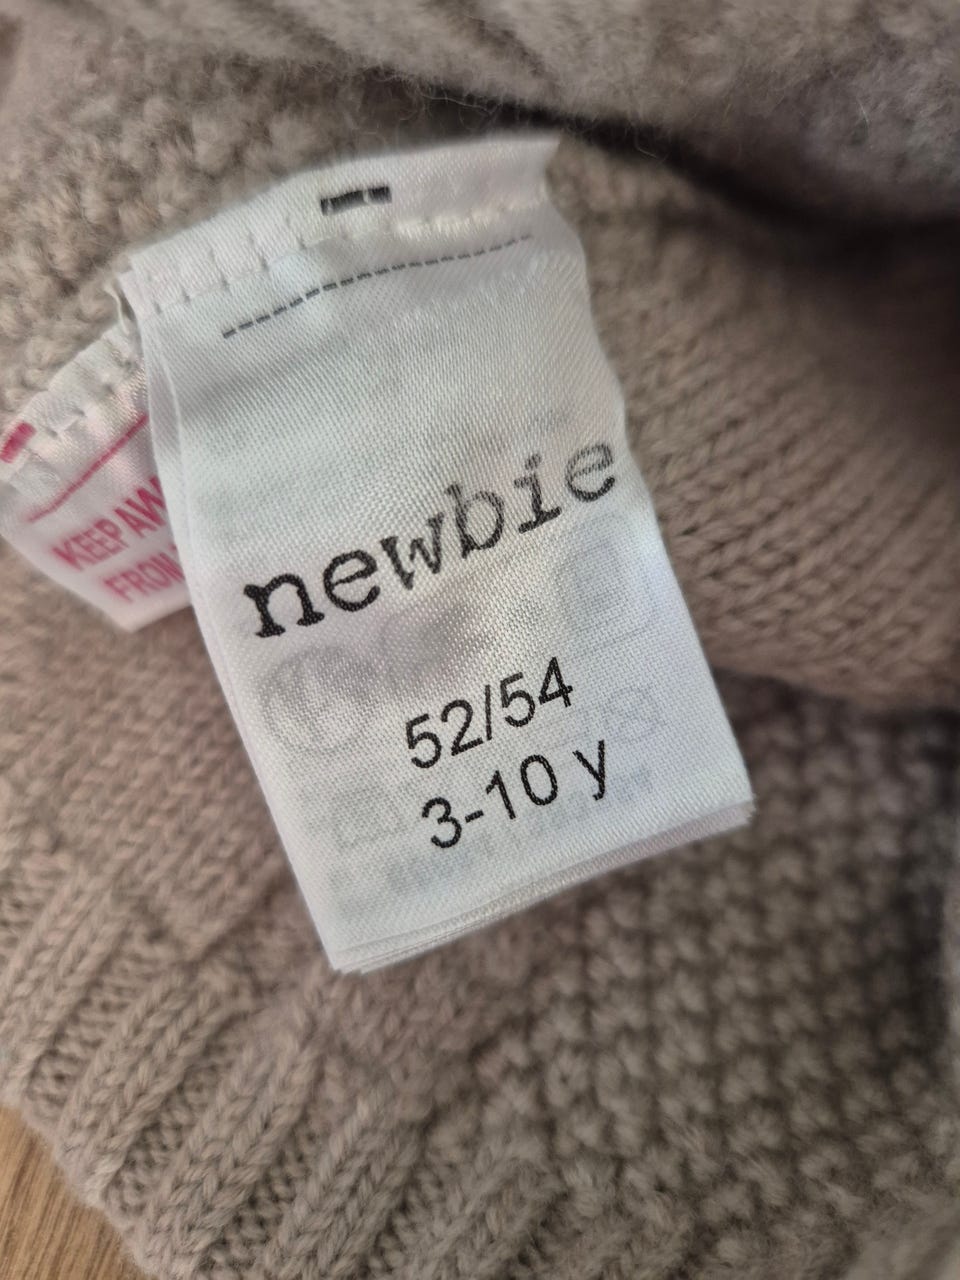 newbie
52/54
3-10 y
KEEP AW
FROM